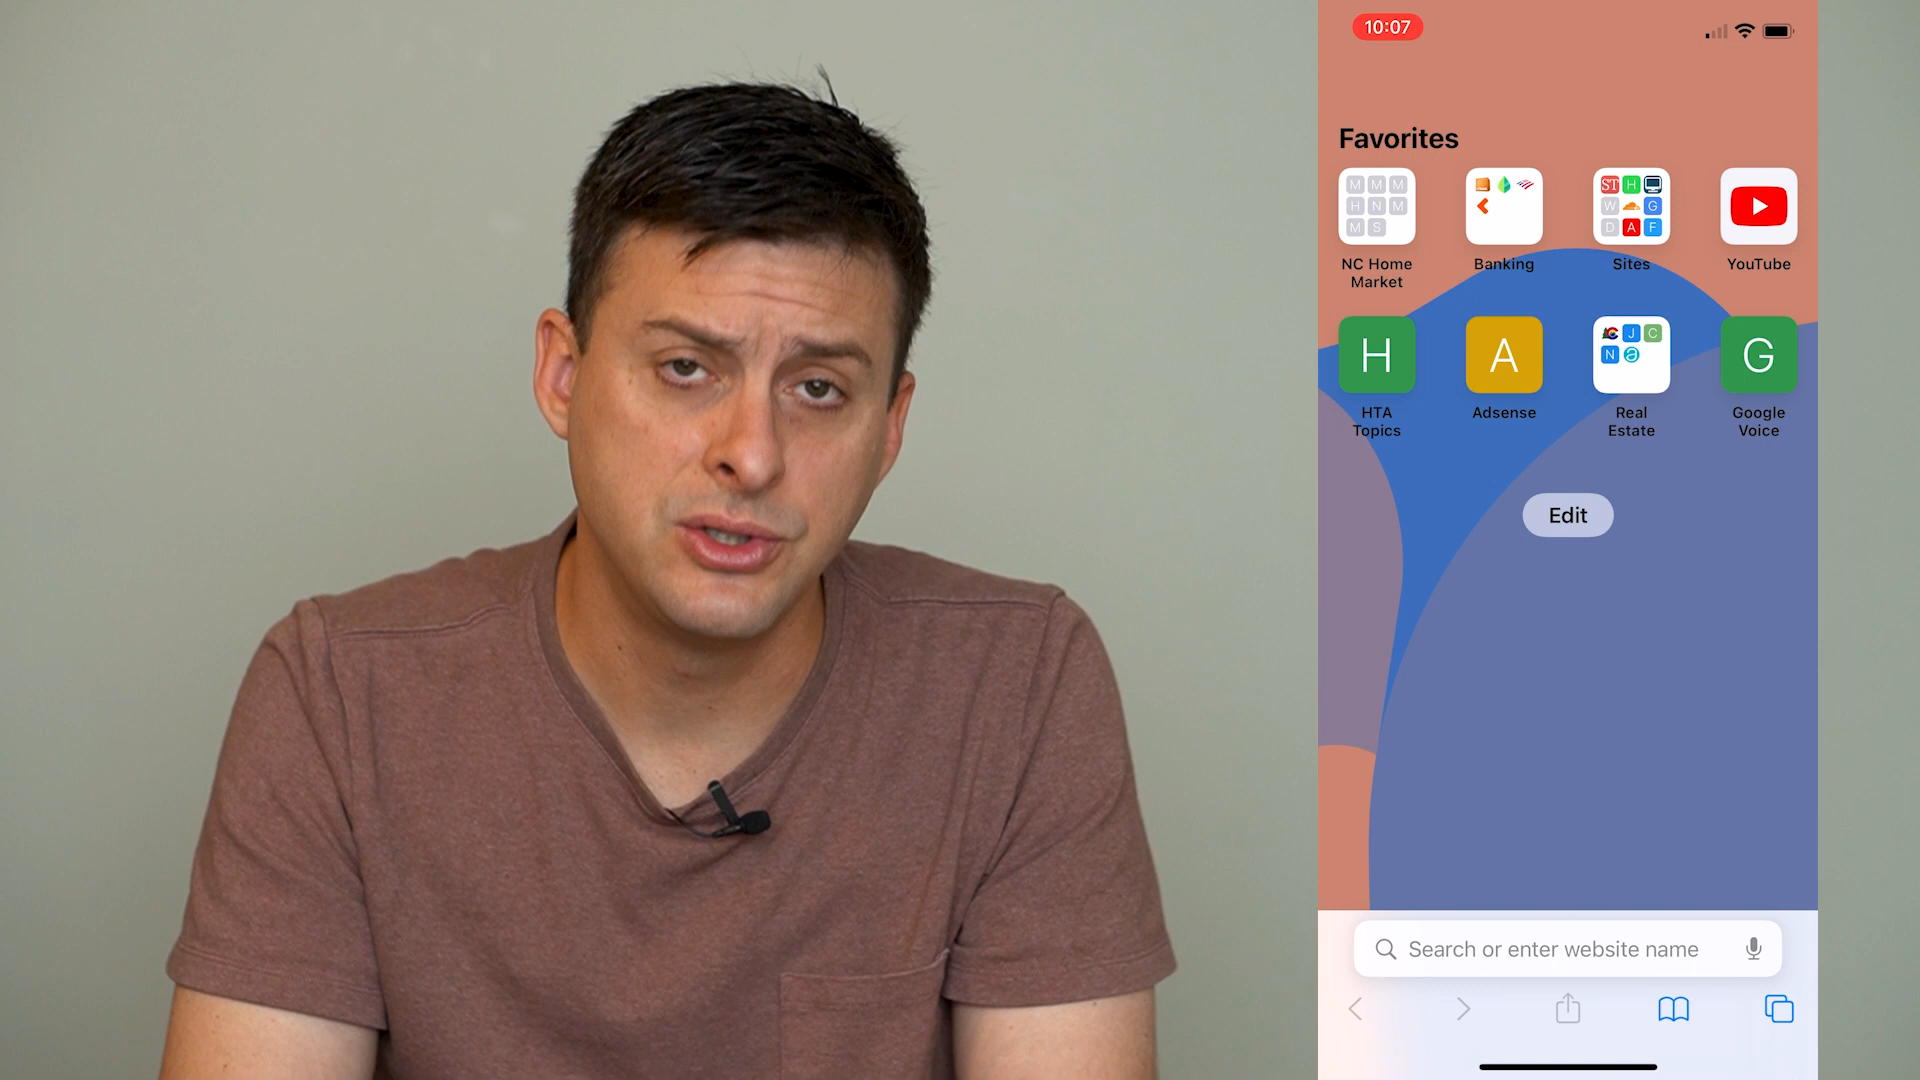 10:07
Favorites
M M M
H N M
M S
ST H
W G
D A F
NC Home
Market
Banking
Sites
YouTube
H
A
J C
N a
G
HTA
Topics
Adsense
Real
Estate
Google
Voice
Edit
Search or enter website name